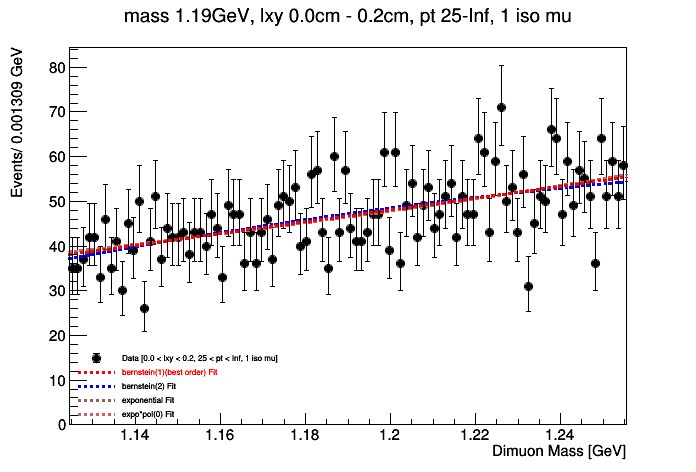 mass 1.19GeV, lxy 0.0cm - 0.2cm, pt 25-Inf, 1 iso mu
Events/ 0.001309 GeV
80
70
60
50
40
30
20
10
0
Data [0.0 < lxy < 0.2, 25 < pt < Inf, 1 iso mu]
bernstein(1)(best order) Fit
bernstein(2) Fit
exponential Fit
expo*pol(0) Fit
1.14 1.16 1.18 1.2 1.22 1.24
Dimuon Mass [GeV]